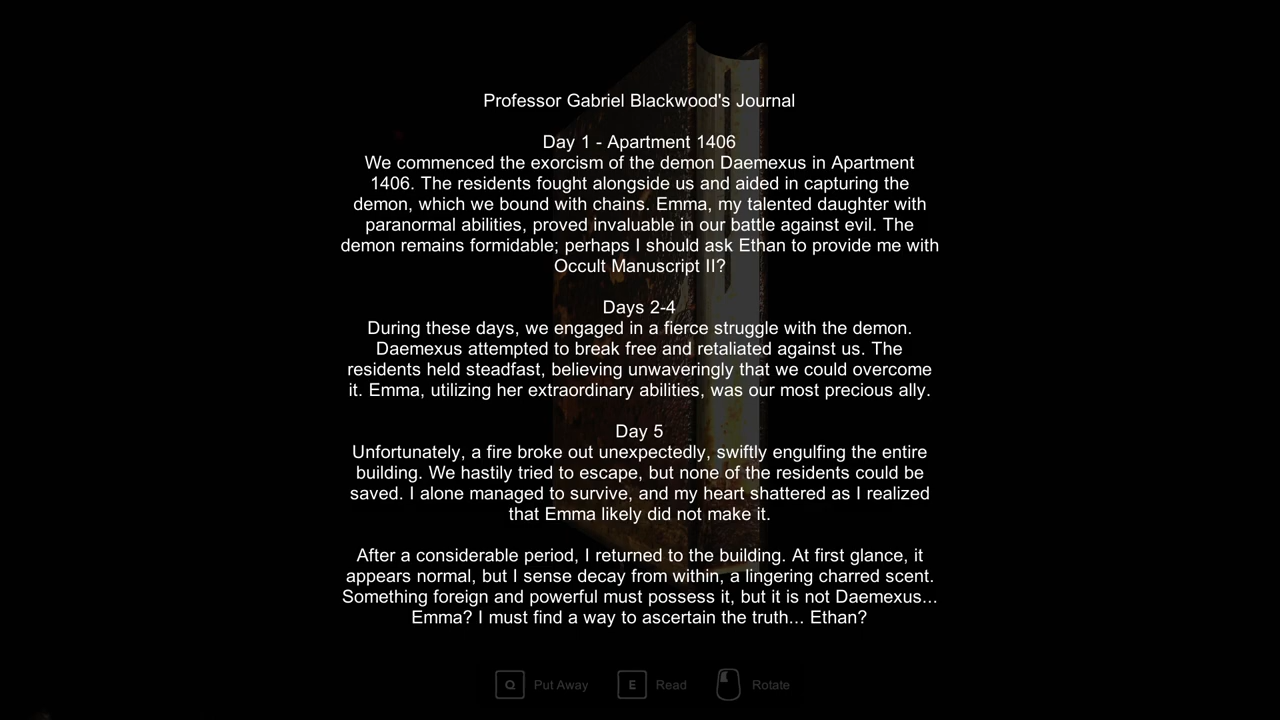 Professor Gabriel Blackwood's Journal
Day 1 - Apartment 1406
We commenced the exorcism of the demon Daemexus in Apartment
1406. The residents fought alongside us and aided in capturing the
demon, which we bound with chains. Emma, my talented daughter with
paranormal abilities, proved invaluable in our battle against evil. The
demon remains formidable; perhaps I should ask Ethan to provide me with
Occult Manuscript II?
Days 2-4
During these days, we engaged in a fierce struggle with the demon.
Daemexus attempted to break free and retaliated against us. The
residents held steadfast, believing unwaveringly that we could overcome
it. Emma, utilizing her extraordinary abilities, was our most precious ally.
Day 5
Unfortunately, a fire broke out unexpectedly, swiftly engulfing the entire
building. We hastily tried to escape, but none of the residents could be
saved. I alone managed to survive, and my heart shattered as I realized
that Emma likely did not make it.
After a considerable period, I returned to the building. At first glance, it
appears normal, but I sense decay from within, a lingering charred scent.
Something foreign and powerful must possess it, but it is not Daemexus...
Emma? I must find a way to ascertain the truth... Ethan?
Q Put Away E Read Rotate